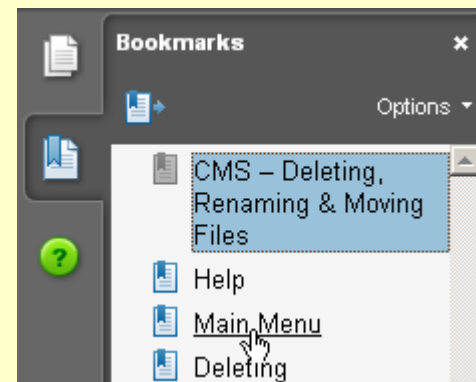 Bookmarks
Options
CMS – Deleting,
Renaming & Moving
Files
Help
Main Menu
Deleting